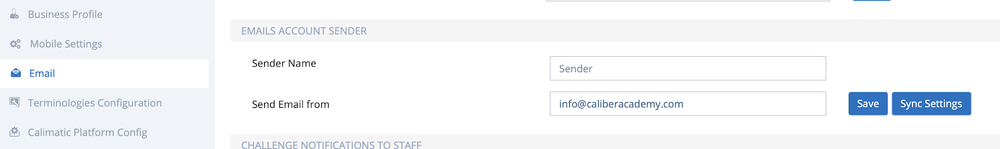 Business Profile
Mobile Settings
Email
Terminologies Configuration
Calimatic Platform Config
EMAILS ACCOUNT SENDER
Sender Name
Sender
Send Email from
info@caliberacademy.com
Save
Sync Settings
CHALLENGE NOTIFICATIONS TO STAFF